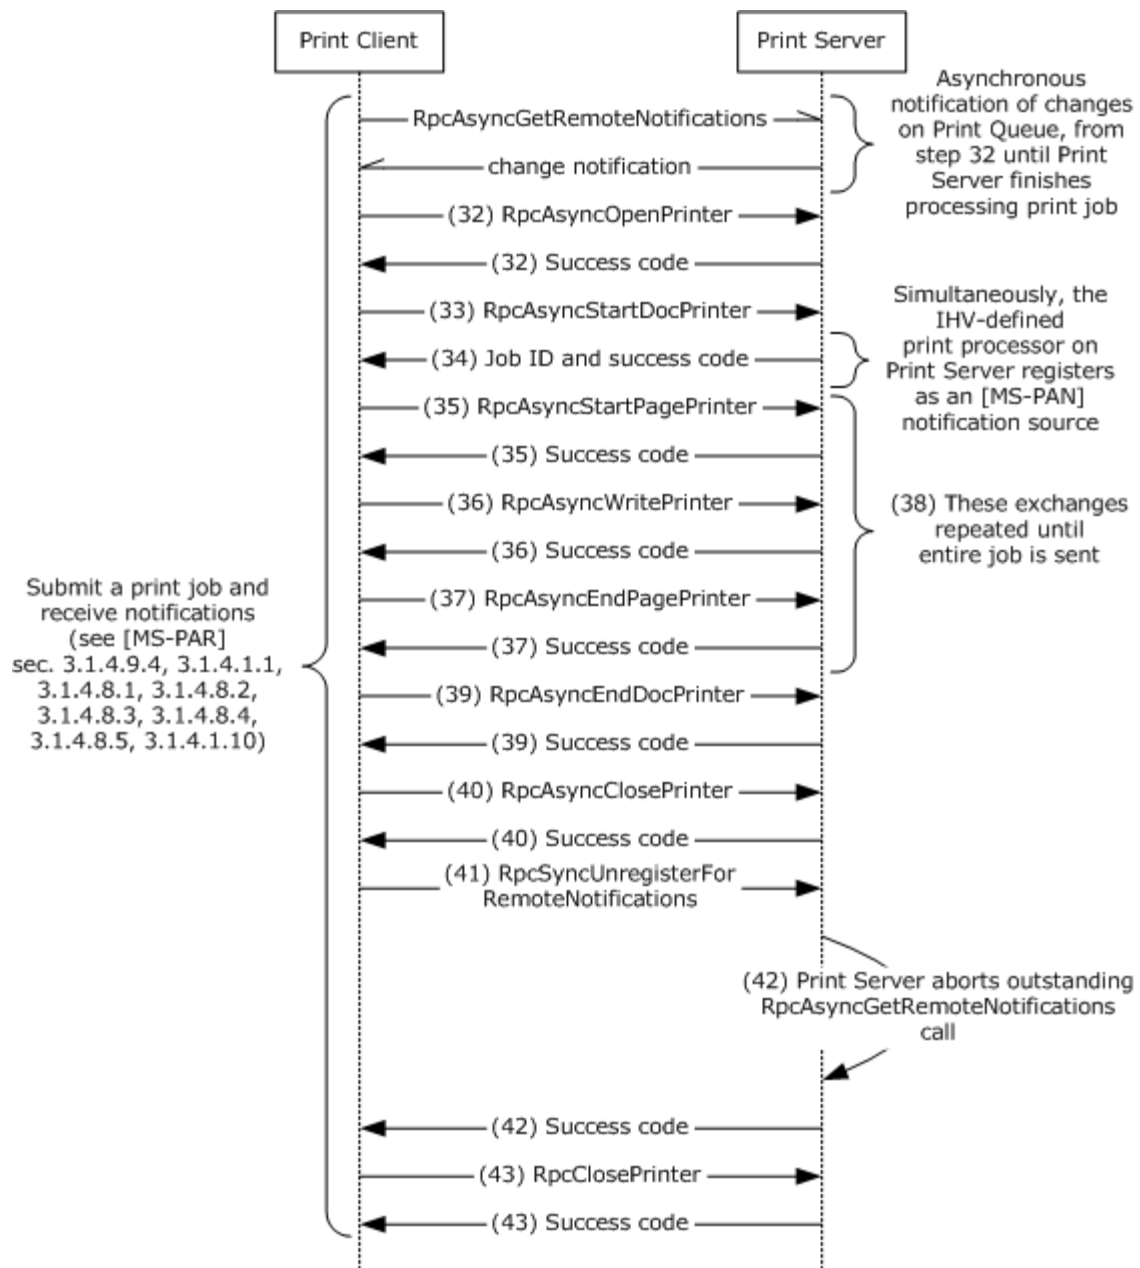 Print Client
Print Server
Asynchronous
notification of changes
on Print Queue, from
step 32 until Print
Server finishes
processing print job
RpcAsyncGetRemoteNotifications
change notification
(32) RpcAsyncOpenPrinter
(32) Success code
(33) RpcAsyncStartDocPrinter
Simultaneously, the
IHV-defined
print processor on
Print Server registers
as an [MS-PAN]
notification source
(34) Job ID and success code
(35) RpcAsyncStartPagePrinter
(35) Success code
(36) RpcAsyncWritePrinter
(36) Success code
(38) These exchanges
repeated until
entire job is sent
(37) RpcAsyncEndPagePrinter
(37) Success code
Submit a print job and
receive notifications
(see [MS-PAR]
sec. 3.1.4.9.4, 3.1.4.1.1,
3.1.4.8.1, 3.1.4.8.2,
3.1.4.8.3, 3.1.4.8.4,
3.1.4.8.5, 3.1.4.1.10)
(39) RpcAsyncEndDocPrinter
(39) Success code
(40) RpcAsyncClosePrinter
(40) Success code
(41) RpcSyncUnregisterFor
RemoteNotifications
(42) Print Server aborts outstanding
RpcAsyncGetRemoteNotifications
call
(42) Success code
(43) RpcClosePrinter
(43) Success code